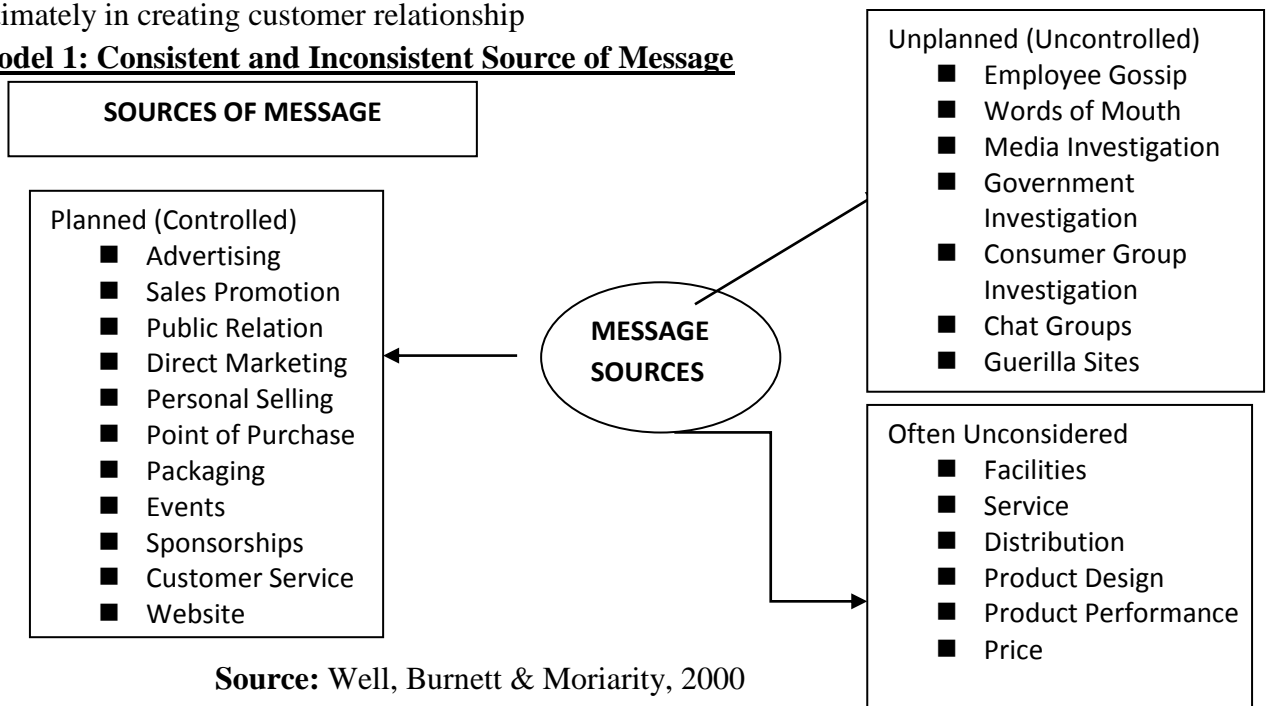 timately in creating customer relationship
odel 1: Consistent and Inconsistent Source of Message
SOURCES OF MESSAGE
Planned (Controlled)
■ Advertising
■ Sales Promotion
■ Public Relation
■ Direct Marketing
■ Personal Selling
■ Point of Purchase
■ Packaging
■ Events
■ Sponsorships
■ Customer Service
■ Website
MESSAGE
SOURCES
Unplanned (Uncontrolled)
■ Employee Gossip
■ Words of Mouth
■ Media Investigation
■ Government
Investigation
■ Consumer Group
Investigation
■ Chat Groups
■ Guerilla Sites
Often Unconsidered
■ Facilities
■ Service
■ Distribution
■ Product Design
■ Product Performance
■ Price
Source: Well, Burnett & Moriarity, 2000